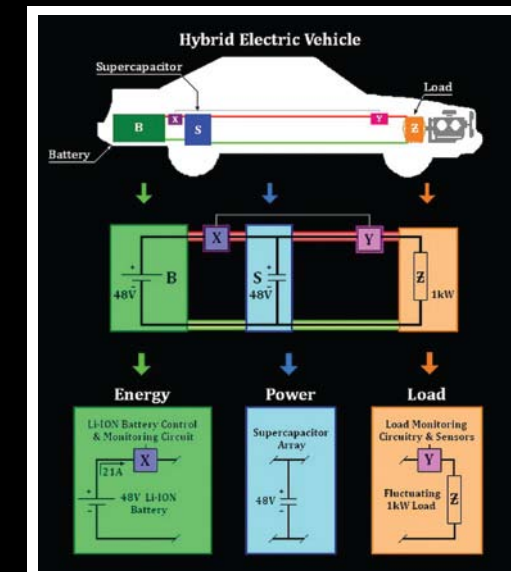 Hybrid Electric Vehicle
Supercapacitor
Load
B
X
S
Y
Z
Battery
X
Y
+
B
48V
-
S
+
48V
-
Z
1kW
Energy
Power
Load
Li-ION Battery Control
& Monitoring Circuit
X
21A
+
-
48V Li-ION
Battery
Supercapacitor
Array
48V
+
-
Load Monitoring
Circuitry & Sensors
Y
Fluctuating
1kW Load
Z